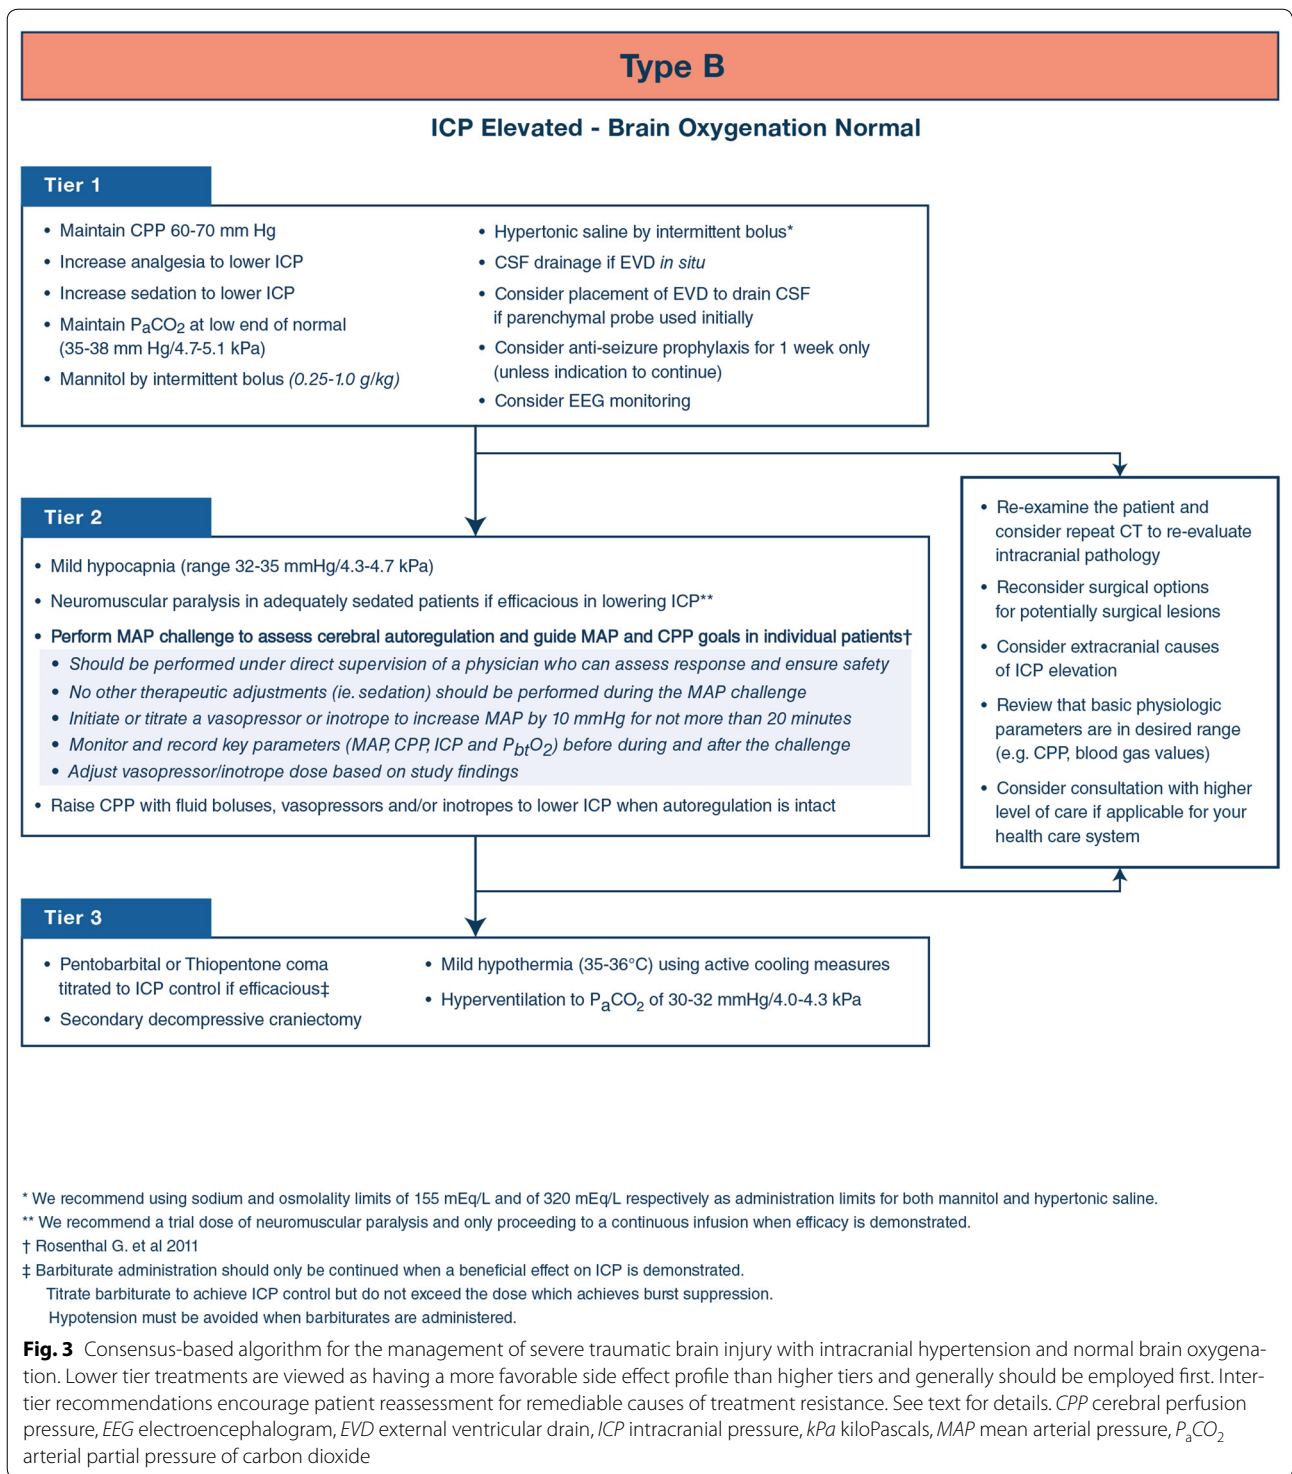 Type B
ICP Elevated - Brain Oxygenation Normal
Tier 1
• Maintain CPP 60-70 mm Hg
• Increase analgesia to lower ICP
• Increase sedation to lower ICP
• Maintain PaCO2 at low end of normal
(35-38 mm Hg/4.7-5.1 kPa)
• Mannitol by intermittent bolus (0.25-1.0 g/kg)
• Hypertonic saline by intermittent bolus*
• CSF drainage if EVD in situ
• Consider placement of EVD to drain CSF
if parenchymal probe used initially
• Consider anti-seizure prophylaxis for 1 week only
(unless indication to continue)
• Consider EEG monitoring
Tier 2
• Mild hypocapnia (range 32-35 mmHg/4.3-4.7 kPa)
• Neuromuscular paralysis in adequately sedated patients if efficacious in lowering ICP**
• Perform MAP challenge to assess cerebral autoregulation and guide MAP and CPP goals in individual patients†
• Should be performed under direct supervision of a physician who can assess response and ensure safety
• No other therapeutic adjustments (ie. sedation) should be performed during the MAP challenge
• Initiate or titrate a vasopressor or inotrope to increase MAP by 10 mmHg for not more than 20 minutes
• Monitor and record key parameters (MAP, CPP, ICP and PbtO2) before during and after the challenge
• Adjust vasopressor/inotrope dose based on study findings
• Raise CPP with fluid boluses, vasopressors and/or inotropes to lower ICP when autoregulation is intact
• Re-examine the patient and
consider repeat CT to re-evaluate
intracranial pathology
• Reconsider surgical options
for potentially surgical lesions
• Consider extracranial causes
of ICP elevation
• Review that basic physiologic
parameters are in desired range
(e.g. CPP, blood gas values)
• Consider consultation with higher
level of care if applicable for your
health care system
Tier 3
• Pentobarbital or Thiopentone coma
titrated to ICP control if efficacious‡
• Secondary decompressive craniectomy
• Mild hypothermia (35-36°C) using active cooling measures
• Hyperventilation to PaCO2 of 30-32 mmHg/4.0-4.3 kPa
* We recommend using sodium and osmolality limits of 155 mEq/L and of 320 mEq/L respectively as administration limits for both mannitol and hypertonic saline.
** We recommend a trial dose of neuromuscular paralysis and only proceeding to a continuous infusion when efficacy is demonstrated.
† Rosenthal G. et al 2011
‡ Barbiturate administration should only be continued when a beneficial effect on ICP is demonstrated.
Titrate barbiturate to achieve ICP control but do not exceed the dose which achieves burst suppression.
Hypotension must be avoided when barbiturates are administered.
Fig. 3 Consensus-based algorithm for the management of severe traumatic brain injury with intracranial hypertension and normal brain oxygena-
tion. Lower tier treatments are viewed as having a more favorable side effect profile than higher tiers and generally should be employed first. Inter-
tier recommendations encourage patient reassessment for remediable causes of treatment resistance. See text for details. CPP cerebral perfusion
pressure, EEG electroencephalogram, EVD external ventricular drain, ICP intracranial pressure, kPa kiloPascals, MAP mean arterial pressure, PaCO2
arterial partial pressure of carbon dioxide